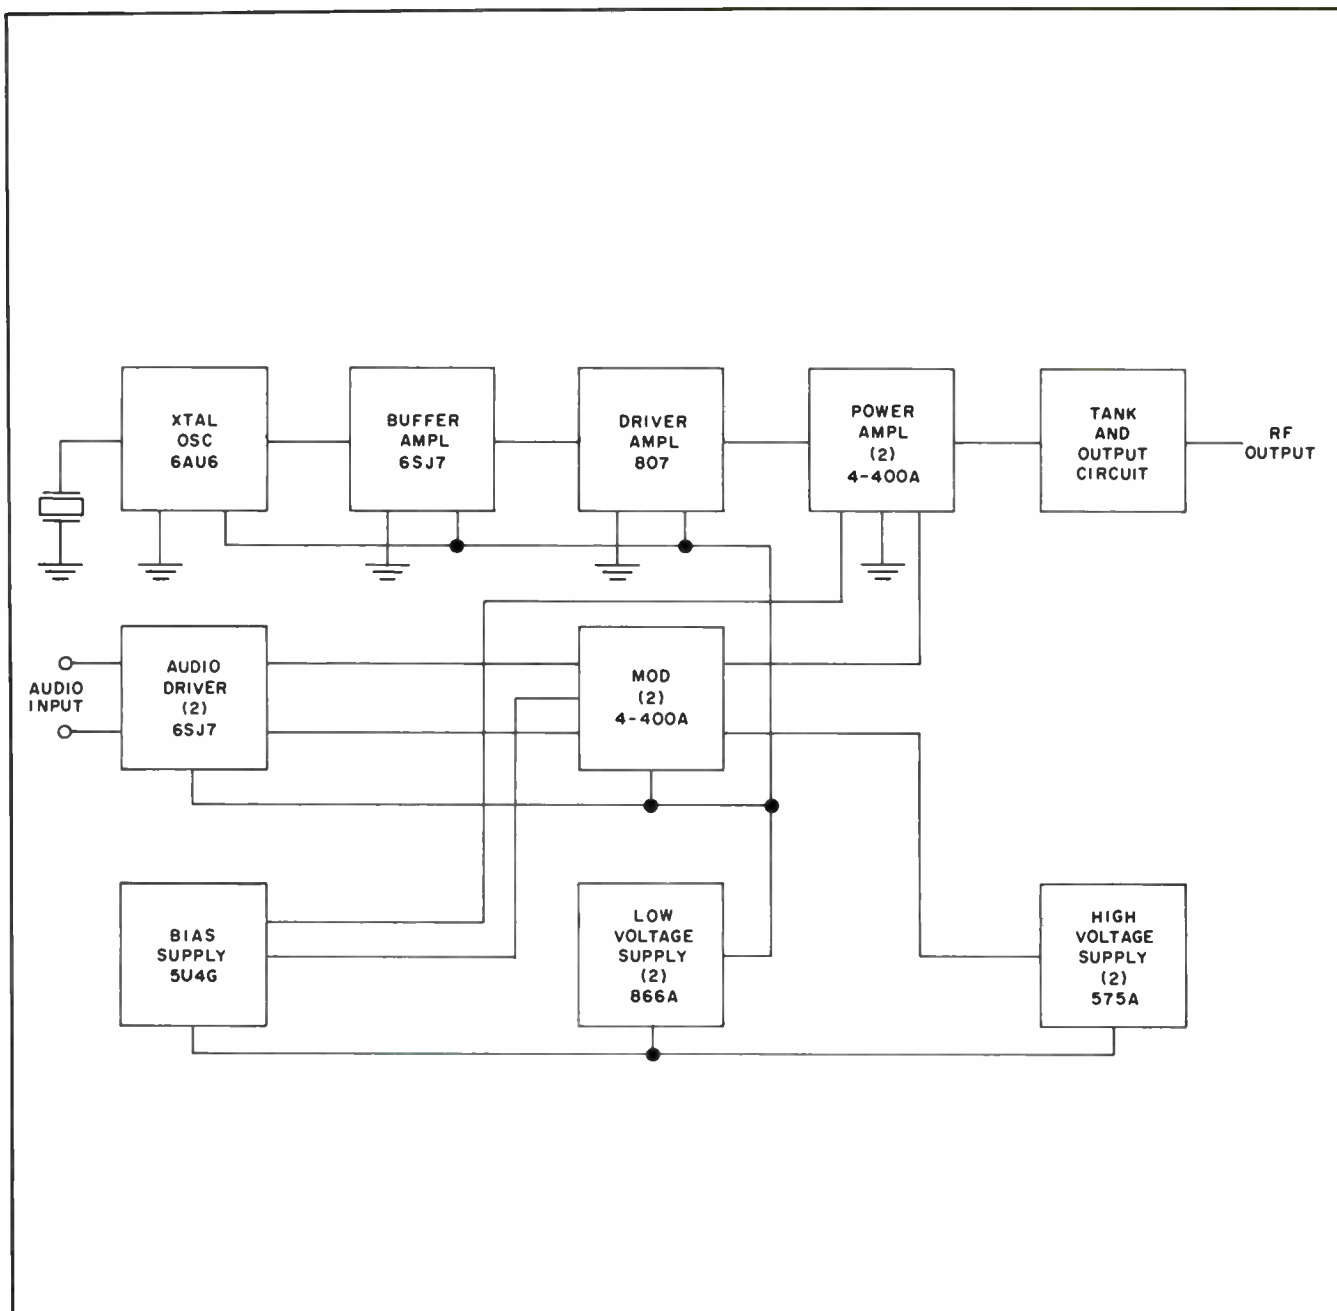 XTAL
OSC
6AU6
BUFFER
AMPL
6SJ7
DRIVER
AMPL
807
POWER
AMPL
(2)
4-400A
TANK
AND
OUTPUT
CIRCUIT
RF
OUTPUT
AUDIO
INPUT
AUDIO
DRIVER
(2)
6SJ7
MOD
(2)
4-400A
BIAS
SUPPLY
5U4G
LOW
VOLTAGE
SUPPLY
(2)
866A
HIGH
VOLTAGE
SUPPLY
(2)
575A